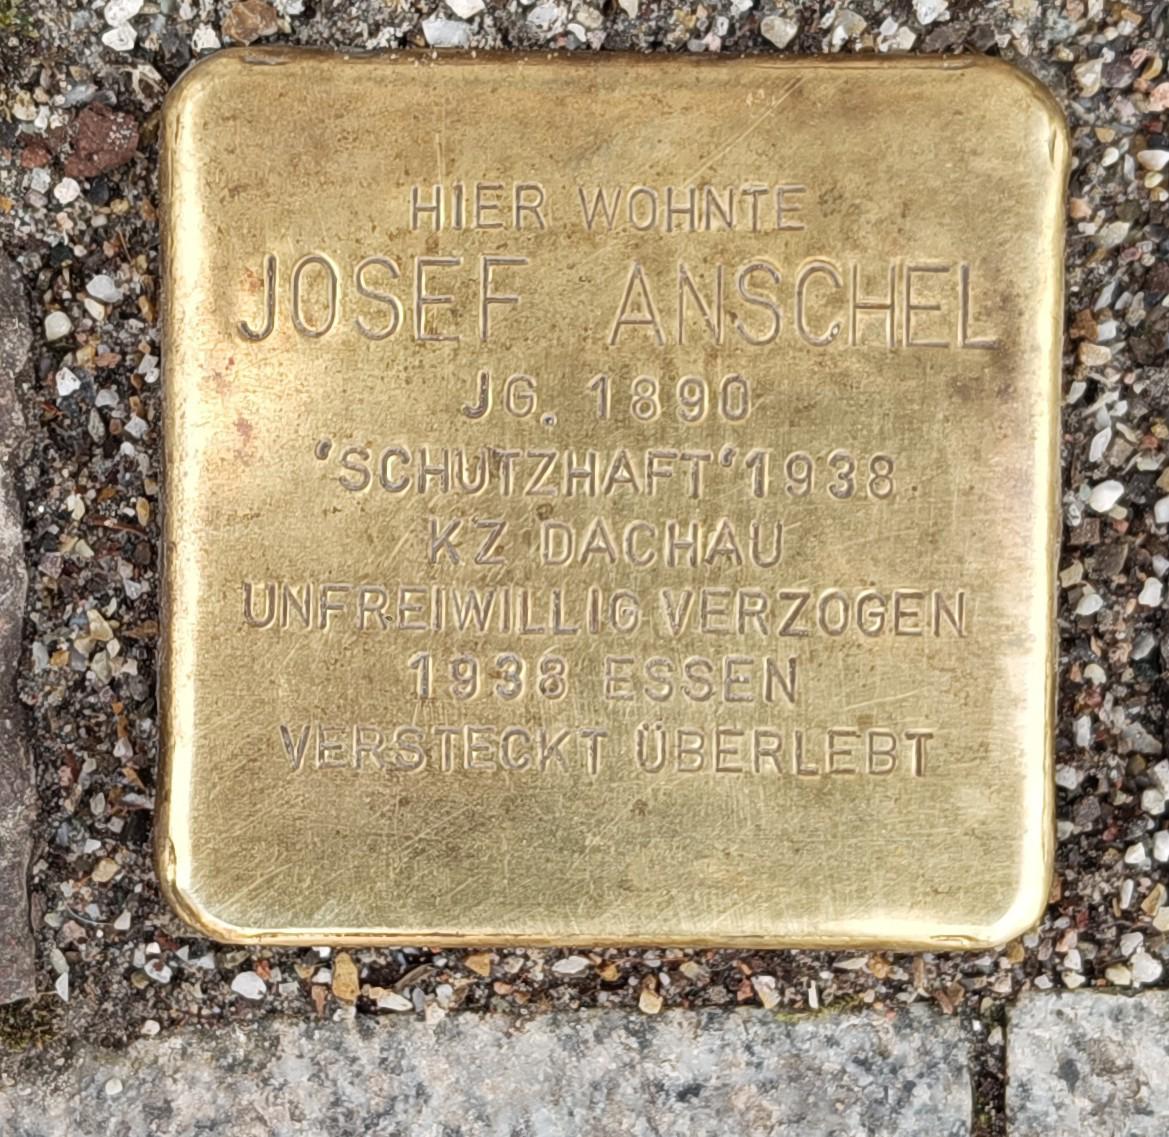 HIER WOHNTE
JOSEF ANSCHEL
JG. 1890
‘SCHUTZHAFT‘ 1938
KZ DACHAU
UNFREIWILLIG VERZOGEN
1938 ESSEN
VERSTECKT ÜBERLEBT